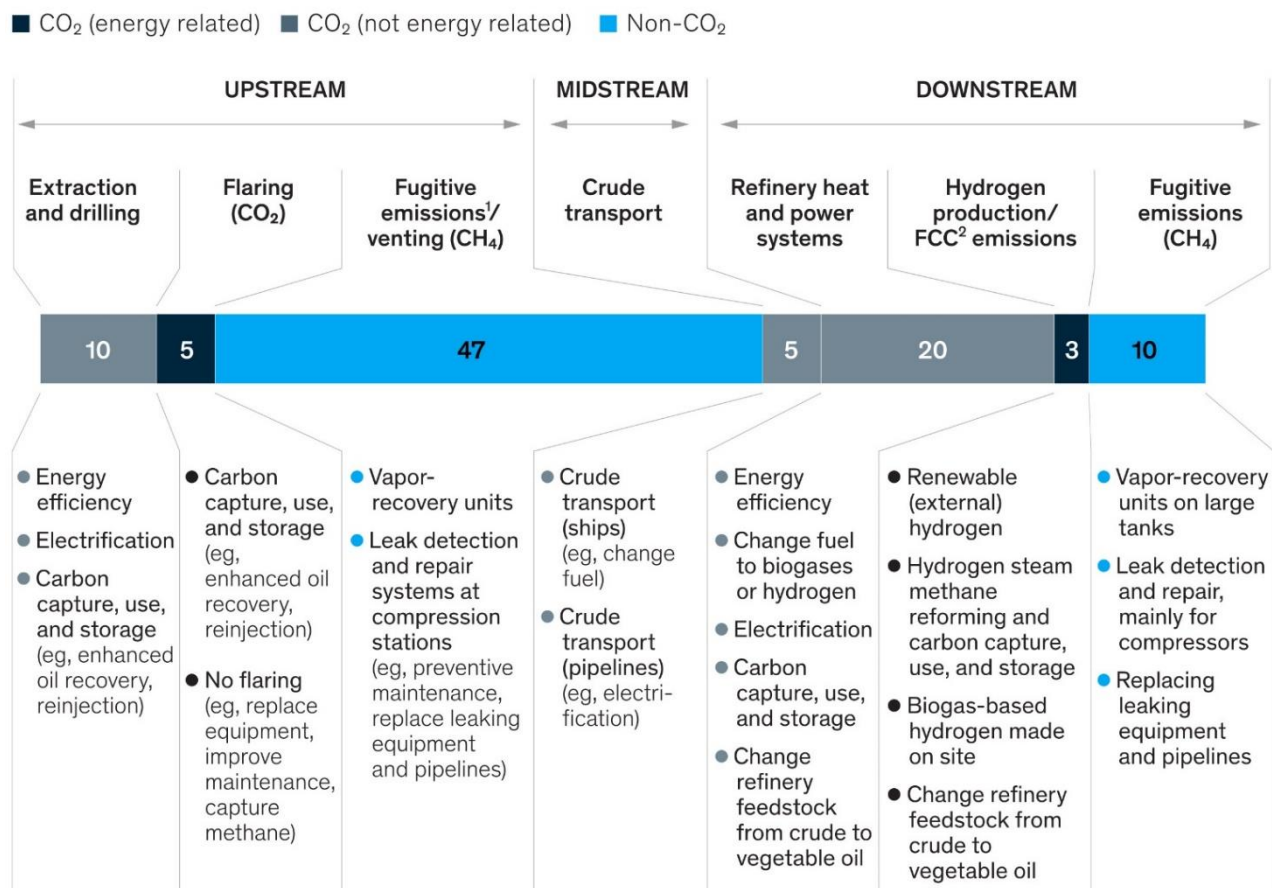 CO₂ (energy related) CO₂ (not energy related) Non-CO₂
UPSTREAM MIDSTREAM DOWNSTREAM
Extraction
and drilling
Flaring
(CO₂)
Fugitive
emissions¹/
venting (CH₄)
Crude
transport
Refinery heat
and power
systems
Hydrogen
production/
FCC² emissions
Fugitive
emissions
(CH₄)
10 5 47 5 20 3 10
Energy
efficiency
Electrification
Carbon
capture, use,
and storage
(eg, enhanced
oil recovery,
reinjection)
Carbon
capture, use,
and storage
(eg,
enhanced oil
recovery,
reinjection)
No flaring
(eg, replace
equipment,
improve
maintenance,
capture
methane)
Vapor-
recovery units
Leak detection
and repair
systems at
compression
stations
(eg, preventive
maintenance,
replace leaking
equipment
and pipelines)
Crude
transport
(ships)
(eg, change
fuel)
Crude
transport
(pipelines)
(eg, electri-
fication)
Energy
efficiency
Change fuel
to biogases
or hydrogen
Electrification
Carbon
capture, use,
and storage
Change
refinery
feedstock
from crude to
vegetable oil
Renewable
(external)
hydrogen
Hydrogen steam
methane
reforming and
carbon capture,
use, and storage
Biogas-based
hydrogen made
on site
Change refinery
feedstock from
crude to
vegetable oil
Vapor-recovery
units on large
tanks
Leak detection
and repair,
mainly for
compressors
Replacing
leaking
equipment
and pipelines